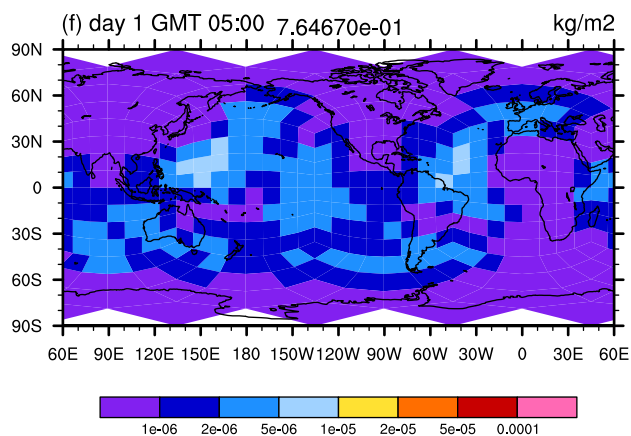 (f) day 1 GMT 05:00 7.64670e-01 kg/m2
90N
60N
30N
0
30S
60S
90S
60E 90E 120E 150E 180 150W 120W 90W 60W 30W 0 30E 60E
1e-06 2e-06 5e-06 1e-05 2e-05 5e-05 0.0001